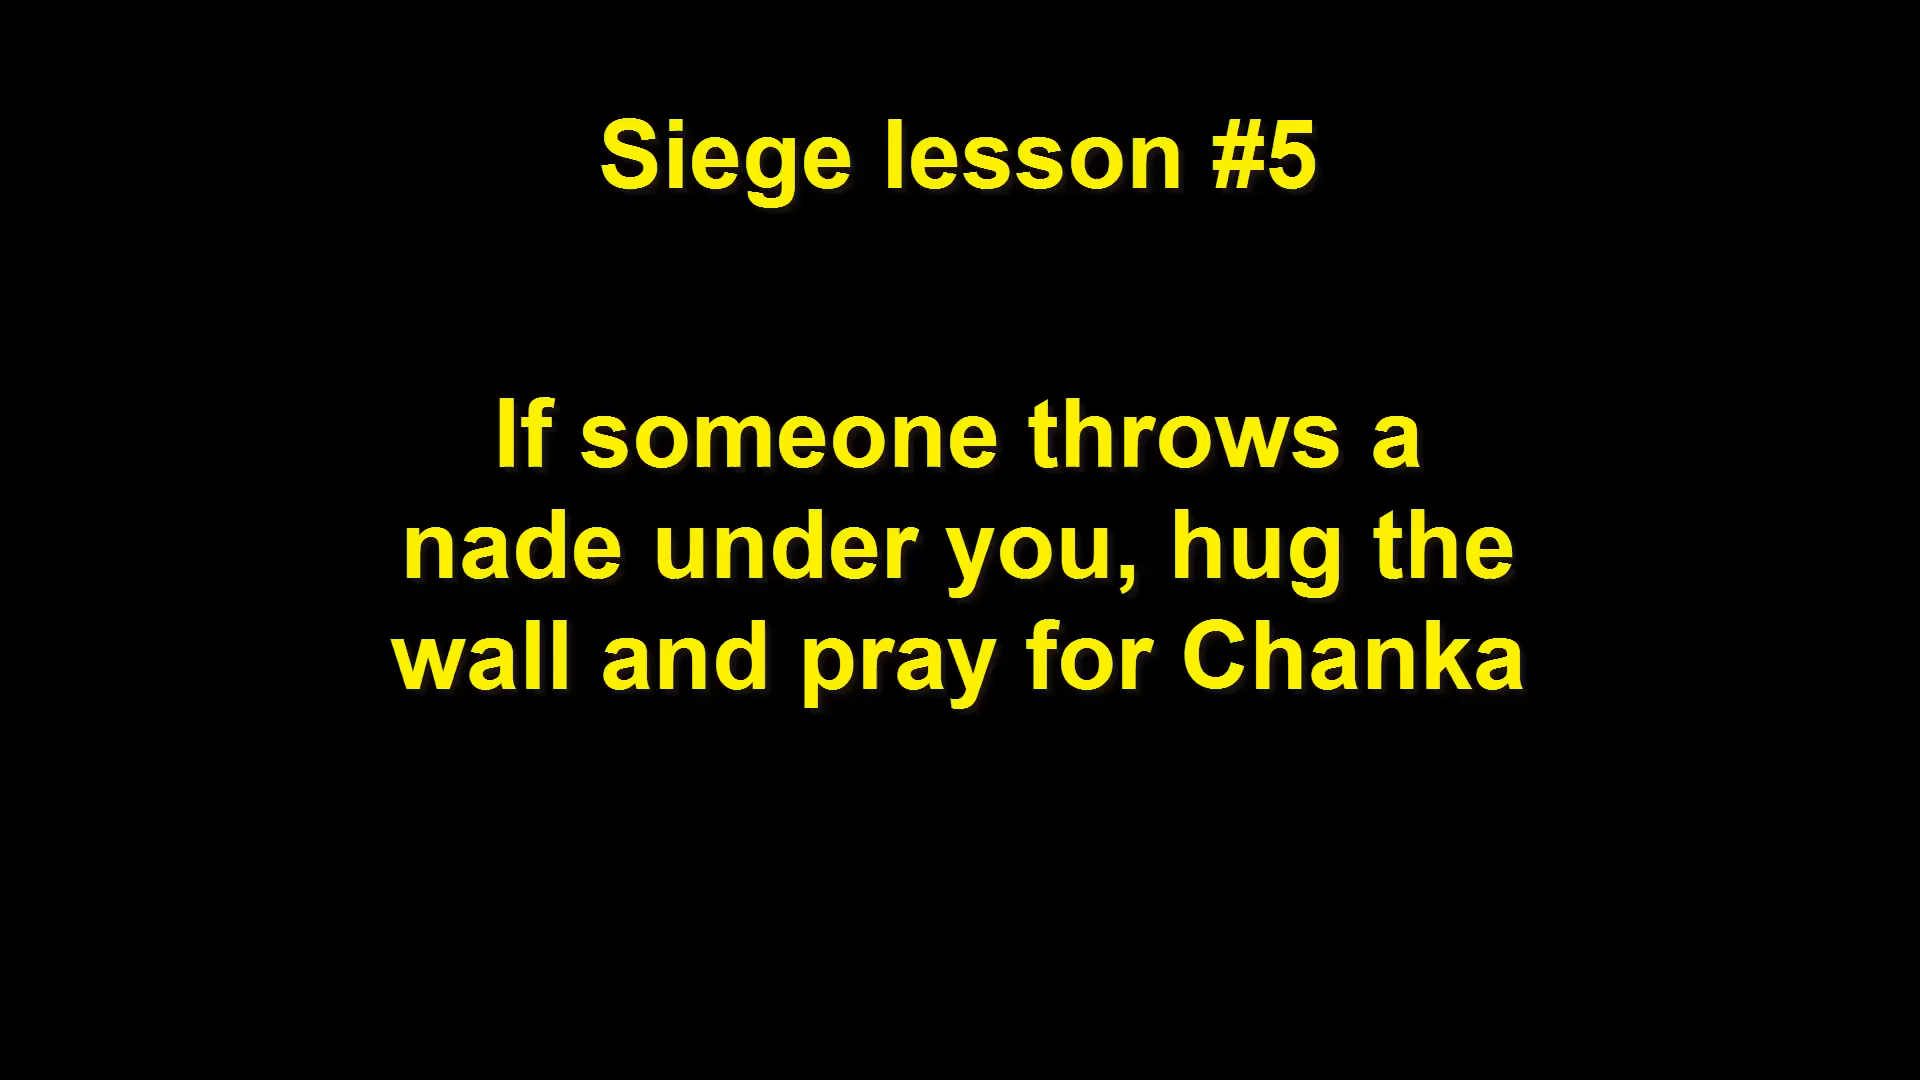 Siege lesson #5
If someone throws a
nade under you, hug the
wall and pray for Chanka